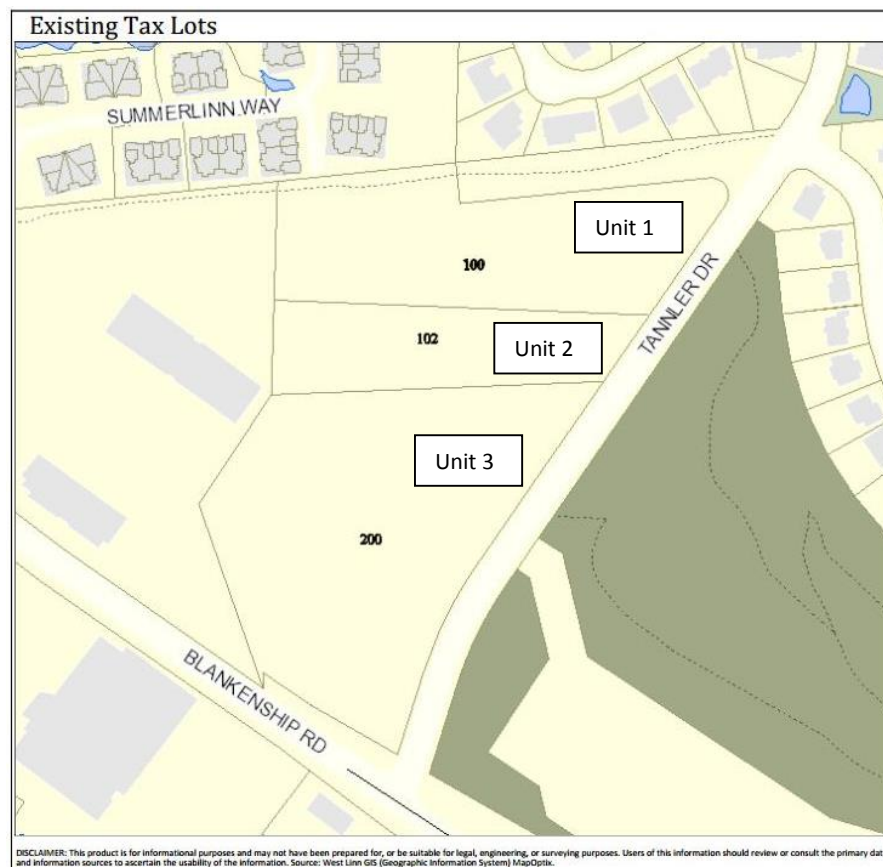 Existing Tax Lots
SUMMERLINN WAY
Unit 1
100
TANNLER DR
102
Unit 2
Unit 3
200
BLANKENSHIP RD
DISCLAIMER: This product is for informational purposes and may not have been prepared for, or be suitable for legal, engineering, or surveying purposes. Users of this information should review or consult the primary dat
and information sources to ascertain the usability of the information. Source: West Linn GIS (Geographic Information System) MapOptix.